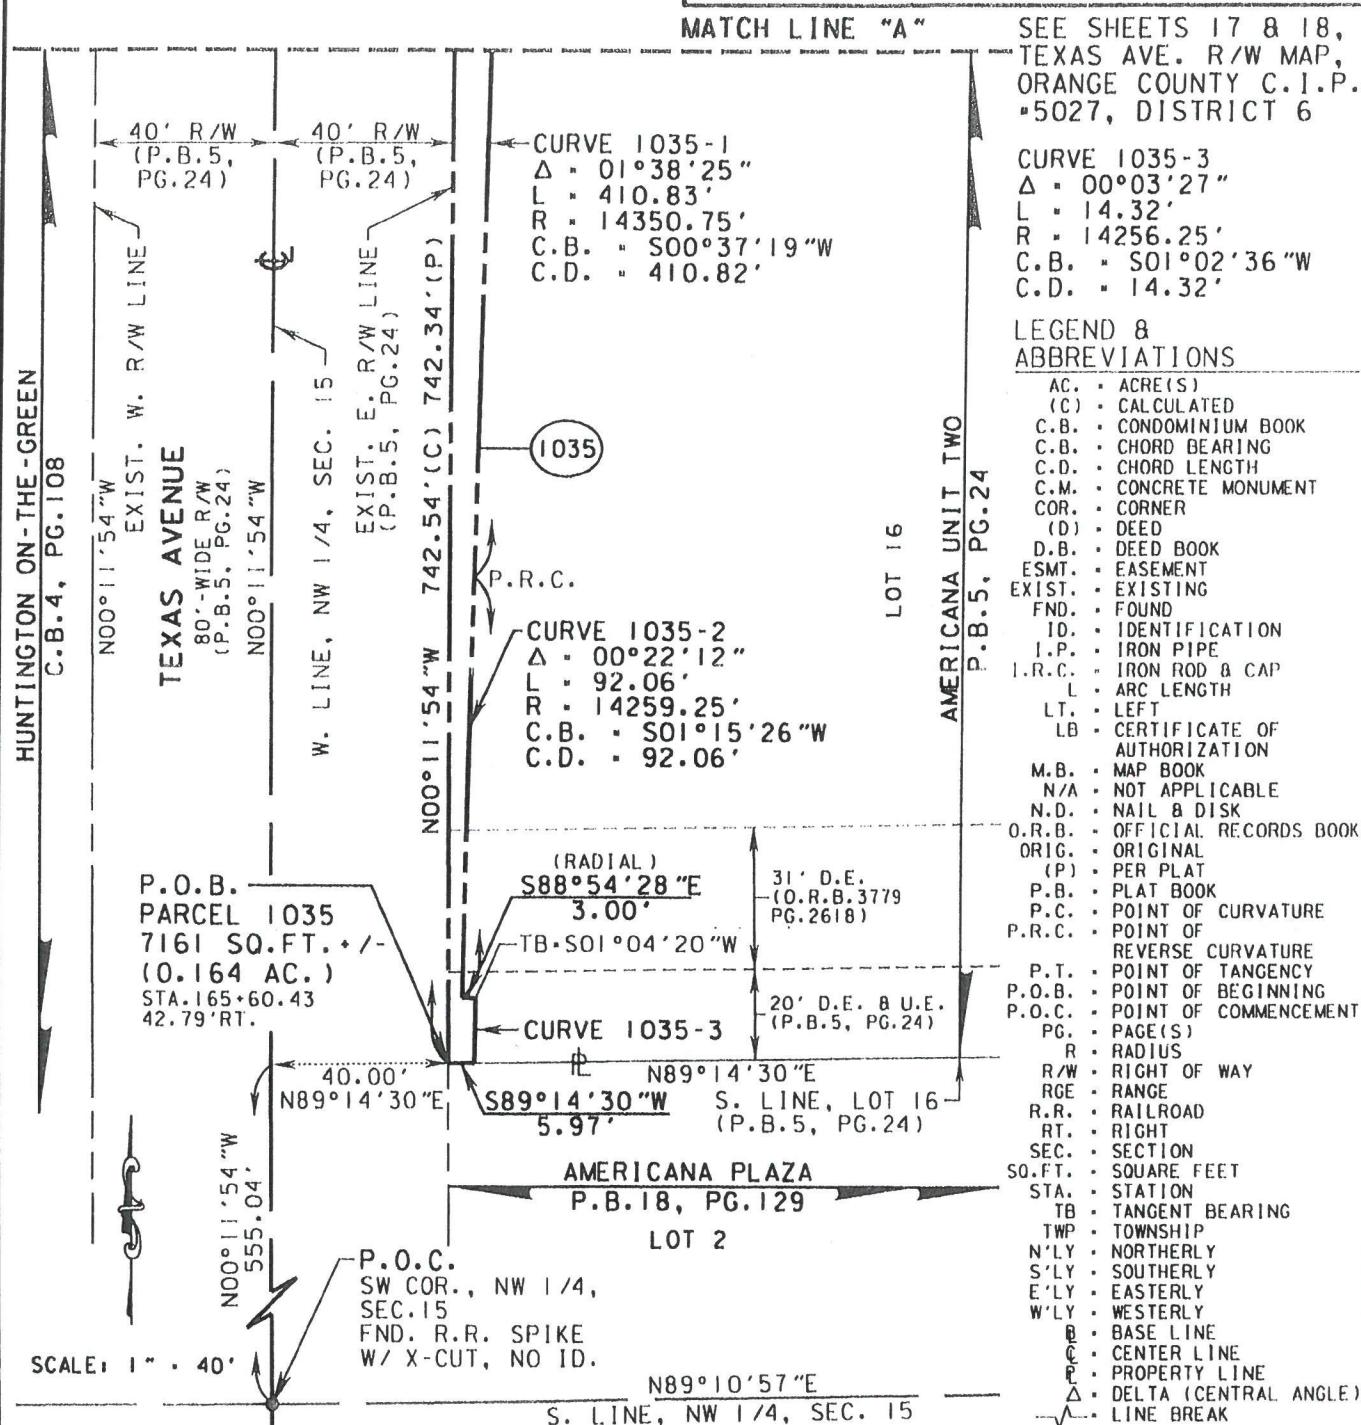 MATCH LINE "A"
SEE SHEETS 17 & 18,
TEXAS AVE. R/W MAP,
ORANGE COUNTY C.I.P.
#5027, DISTRICT 6
40' R/W
(P.B.5,
PG.24)
40' R/W
(P.B.5,
PG.24)
CURVE 1035-1
Δ = 01°38'25"
L = 410.83'
R = 14350.75'
C.B. = S00°37'19"W
C.D. = 410.82'
CURVE 1035-3
Δ = 00°03'27"
L = 14.32'
R = 14256.25'
C.B. = S01°02'36"W
C.D. = 14.32'
HUNTINGTON ON-THE-GREEN
C.B.4, PG.108
N00°11'54"W
EXIST. W. R/W LINE
TEXAS AVENUE
80'-WIDE R/W
(P.B.5, PG.24)
N00°11'54"W
℄
W. LINE, NW 1/4, SEC. 15
EXIST. E. R/W LINE
(P.B.5, PG.24)
N00°11'54"W 742.54'(C) 742.34'(P)
1035
P.R.C.
CURVE 1035-2
Δ = 00°22'12"
L = 92.06'
R = 14259.25'
C.B. = S01°15'26"W
C.D. = 92.06'
LOT 16
AMERICANA UNIT TWO
P.B.5, PG.24
P.O.B.
PARCEL 1035
7161 SQ.FT.+/-
(0.164 AC.)
STA.165+60.43
42.79'RT.
(RADIAL)
S88°54'28"E
3.00'
TB=S01°04'20"W
31' D.E.
(O.R.B.3779
PG.2618)
20' D.E. & U.E.
(P.B.5, PG.24)
CURVE 1035-3
40.00'
N89°14'30"E
S89°14'30"W
5.97'
N89°14'30"E
S. LINE, LOT 16
(P.B.5, PG.24)
N00°11'54"W
555.04'
AMERICANA PLAZA
P.B.18, PG.129
LOT 2
P.O.C.
SW COR., NW 1/4,
SEC.15
FND. R.R. SPIKE
W/ X-CUT, NO ID.
SCALE: 1" = 40'
N89°10'57"E
S. LINE, NW 1/4, SEC. 15
LEGEND &
ABBREVIATIONS
AC. = ACRE(S)
(C) = CALCULATED
C.B. = CONDOMINIUM BOOK
C.B. = CHORD BEARING
C.D. = CHORD LENGTH
C.M. = CONCRETE MONUMENT
COR. = CORNER
(D) = DEED
D.B. = DEED BOOK
ESMT. = EASEMENT
EXIST. = EXISTING
FND. = FOUND
ID. = IDENTIFICATION
I.P. = IRON PIPE
I.R.C. = IRON ROD & CAP
L = ARC LENGTH
LT. = LEFT
LB = CERTIFICATE OF
AUTHORIZATION
M.B. = MAP BOOK
N/A = NOT APPLICABLE
N.D. = NAIL & DISK
O.R.B. = OFFICIAL RECORDS BOOK
ORIG. = ORIGINAL
(P) = PER PLAT
P.B. = PLAT BOOK
P.C. = POINT OF CURVATURE
P.R.C. = POINT OF
REVERSE CURVATURE
P.T. = POINT OF TANGENCY
P.O.B. = POINT OF BEGINNING
P.O.C. = POINT OF COMMENCEMENT
PG. = PAGE(S)
R = RADIUS
R/W = RIGHT OF WAY
RGE = RANGE
R.R. = RAILROAD
RT. = RIGHT
SEC. = SECTION
SQ.FT. = SQUARE FEET
STA. = STATION
TB = TANGENT BEARING
TWP = TOWNSHIP
N'LY = NORTHERLY
S'LY = SOUTHERLY
E'LY = EASTERLY
W'LY = WESTERLY
B = BASE LINE
℄ = CENTER LINE
P = PROPERTY LINE
Δ = DELTA (CENTRAL ANGLE)
= LINE BREAK